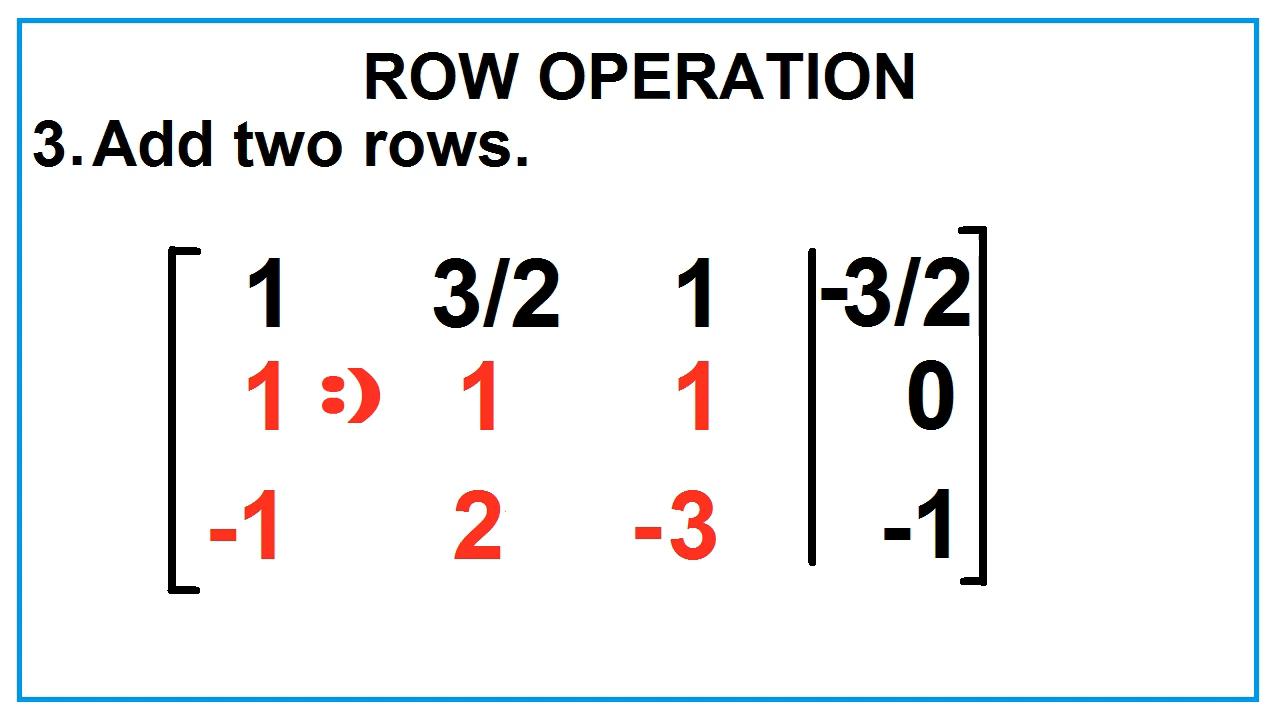 ROW OPERATION
3. Add two rows.
1 3/2 1 -3/2
1 :) 1 1 0
-1 2 -3 -1